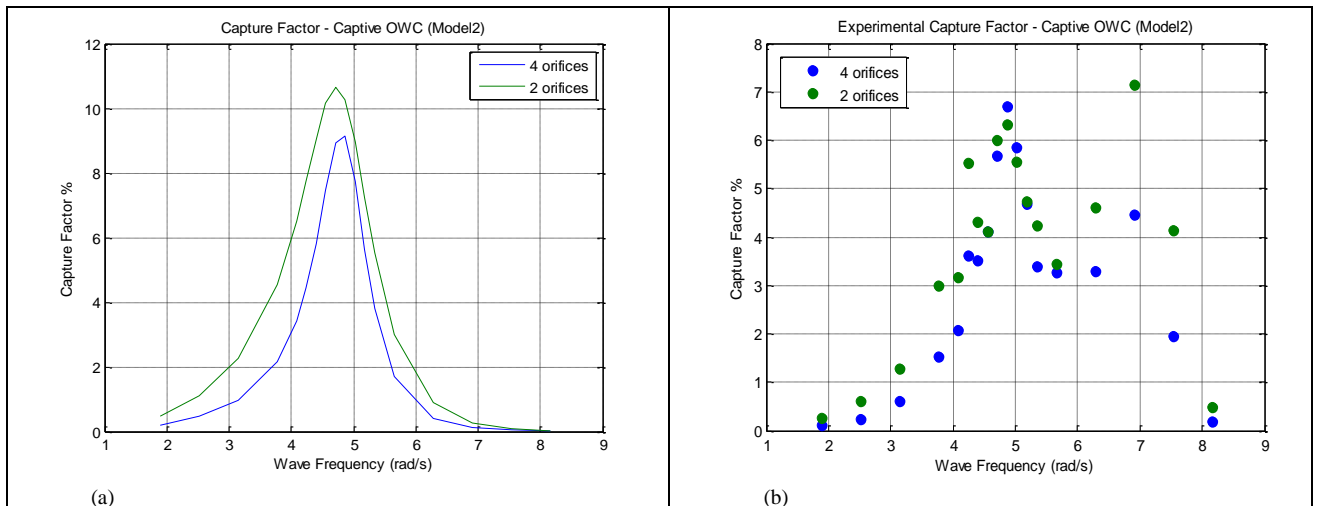 Capture Factor - Captive OWC (Model2)
12
10
8
6
4
2
0
Capture Factor %
4 orifices
2 orifices
1 2 3 4 5 6 7 8 9
Wave Frequency (rad/s)
(a)
Experimental Capture Factor - Captive OWC (Model2)
8
7
6
5
4
3
2
1
0
Capture Factor %
4 orifices
2 orifices
1 2 3 4 5 6 7 8 9
Wave Frequency (rad/s)
(b)